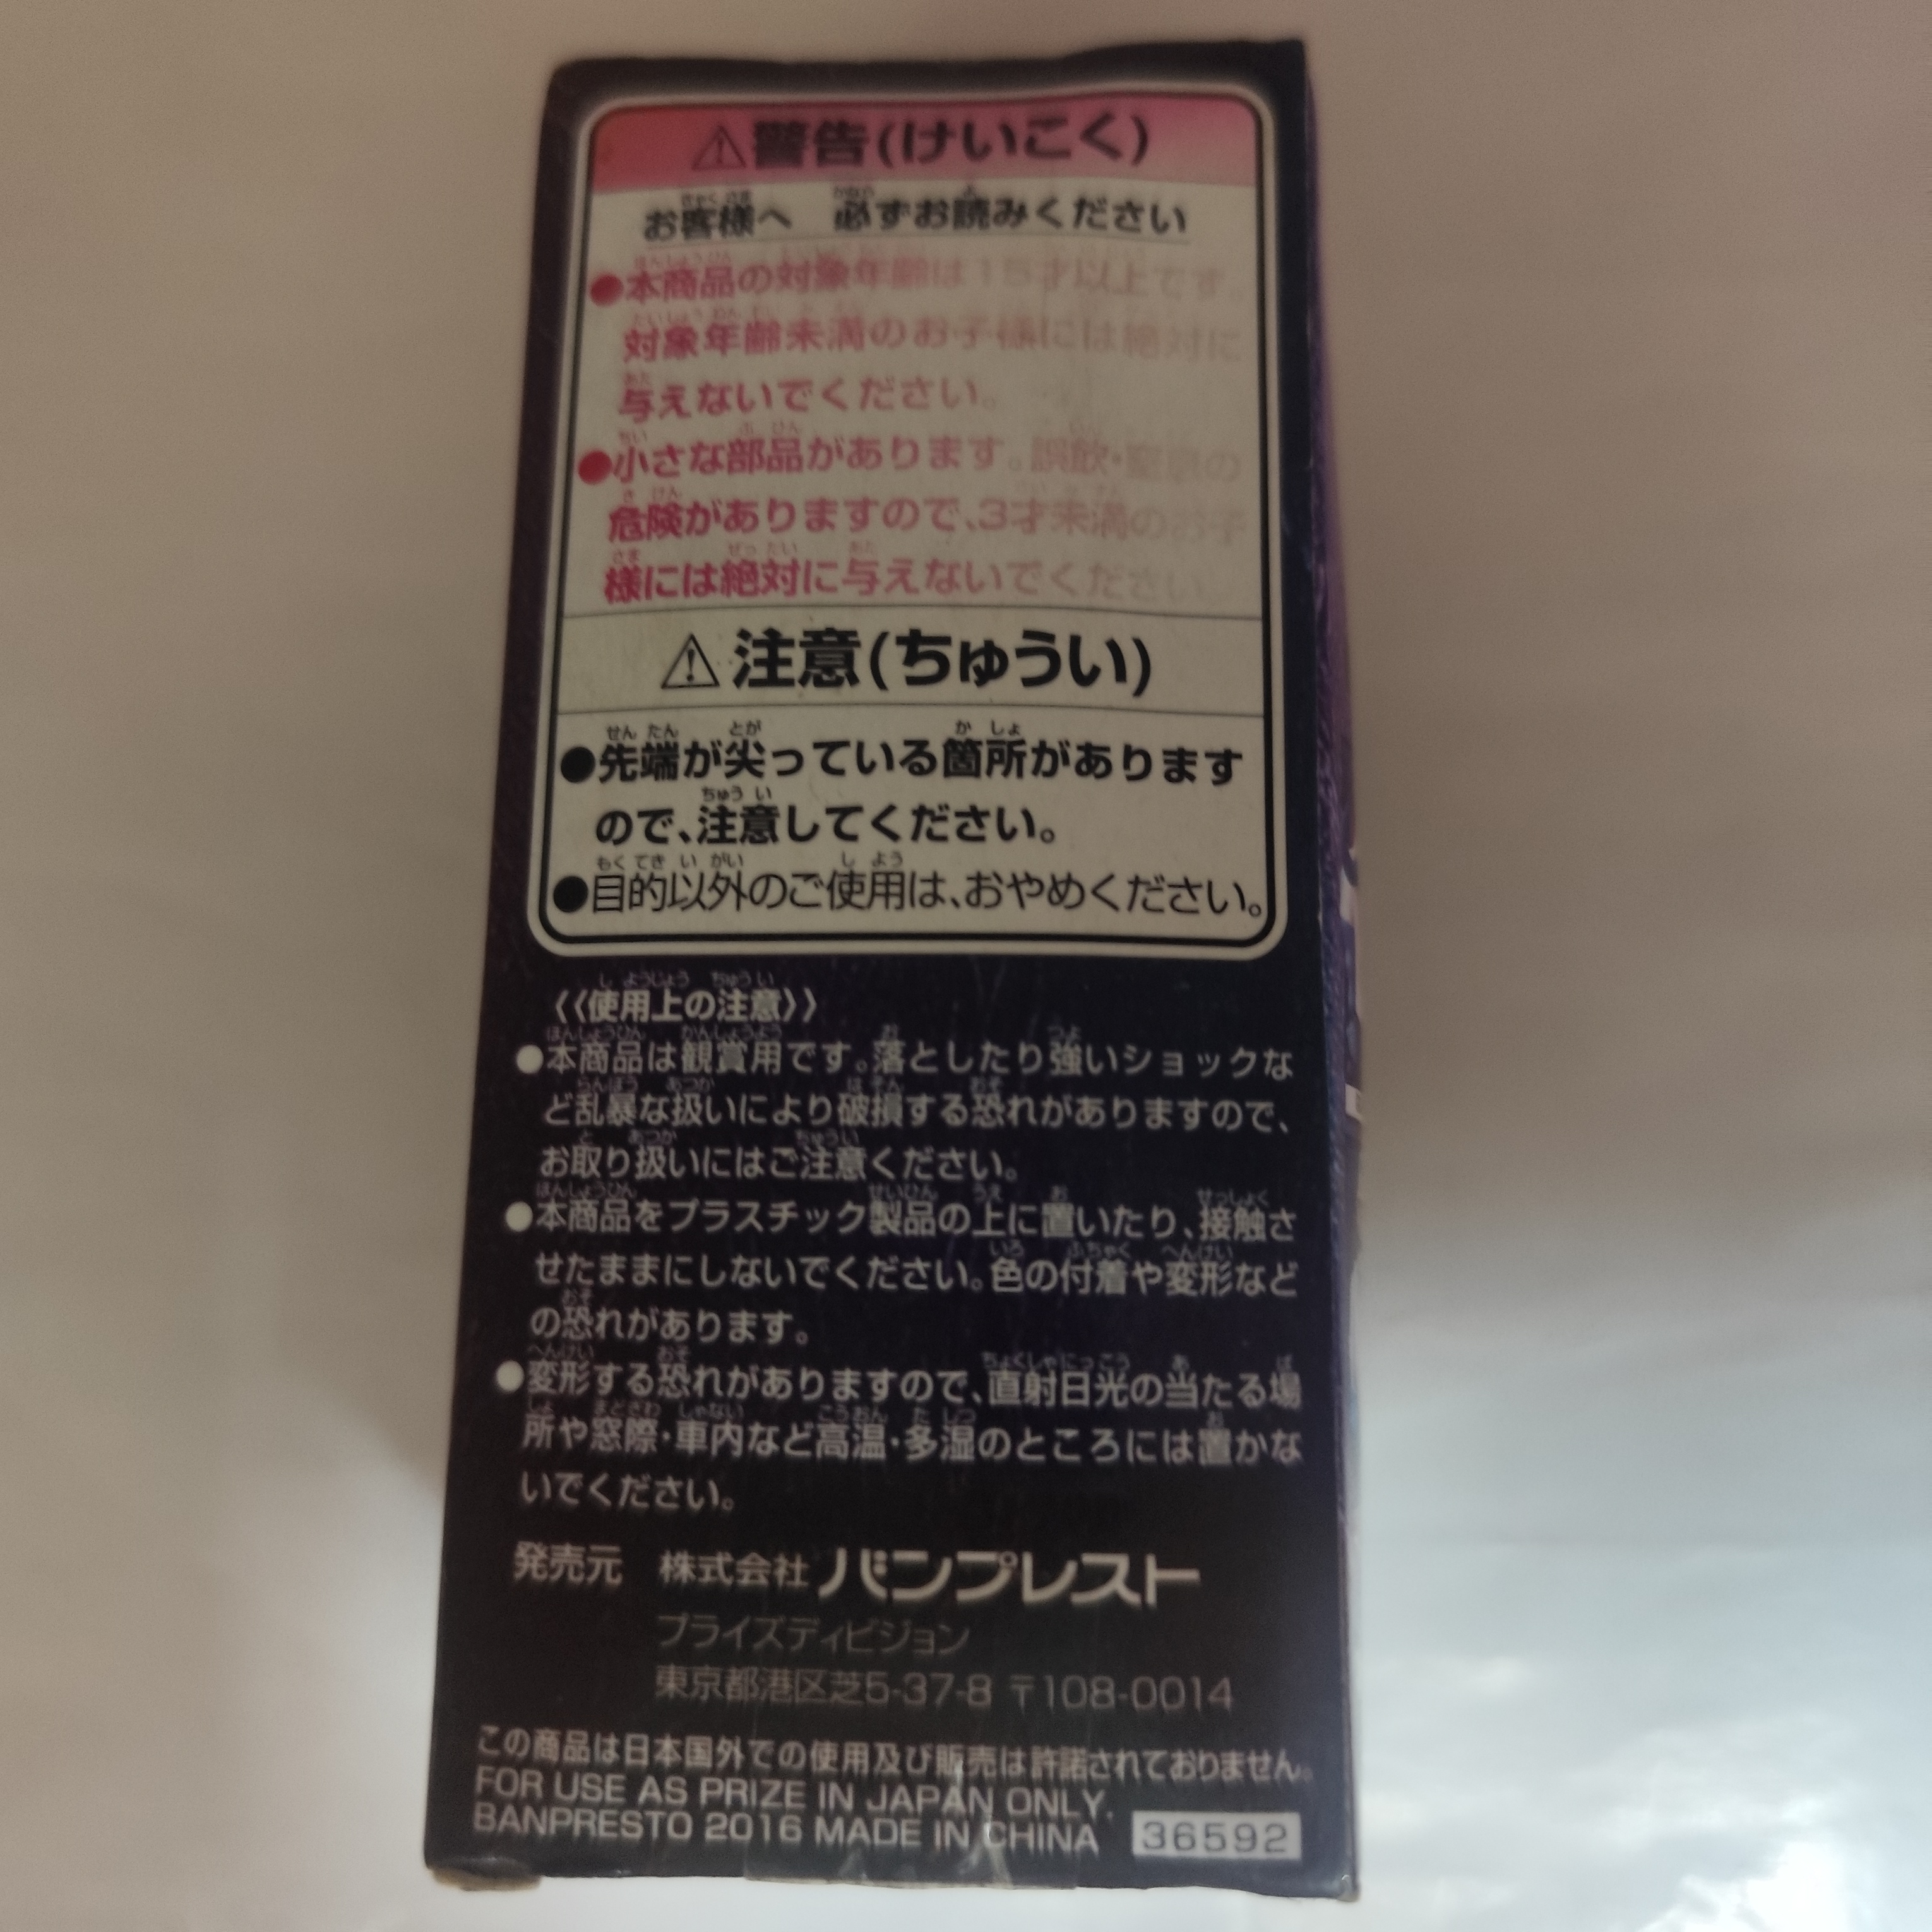 ⚠警告(けいこく)
お客様へ 必ずお読みください
●本商品の対象年齢は15才以上です。
対象年齢未満のお子様には絶対に
与えないでください。
●小さな部品があります。誤飲・窒息の
危険がありますので、3才未満のお子
様には絶対に与えないでください。
⚠注意(ちゅうい)
●先端が尖っている箇所があります
ので、注意してください。
●目的以外のご使用は、おやめください。
《使用上の注意》
●本商品は観賞用です。落としたり強いショックな
ど乱暴な扱いにより破損する恐れがありますので、
お取り扱いにはご注意ください。
●本商品をプラスチック製品の上に置いたり、接触さ
せたままにしないでください。色の付着や変形など
の恐れがあります。
●変形する恐れがありますので、直射日光の当たる場
所や窓際・車内など高温・多湿のところには置かな
いでください。
発売元 株式会社 バンプレスト
プライズディビジョン
東京都港区芝5-37-8 〒108-0014
この商品は日本国外での使用及び販売は許諾されておりません。
FOR USE AS PRIZE IN JAPAN ONLY.
BANPRESTO 2016 MADE IN CHINA 36592